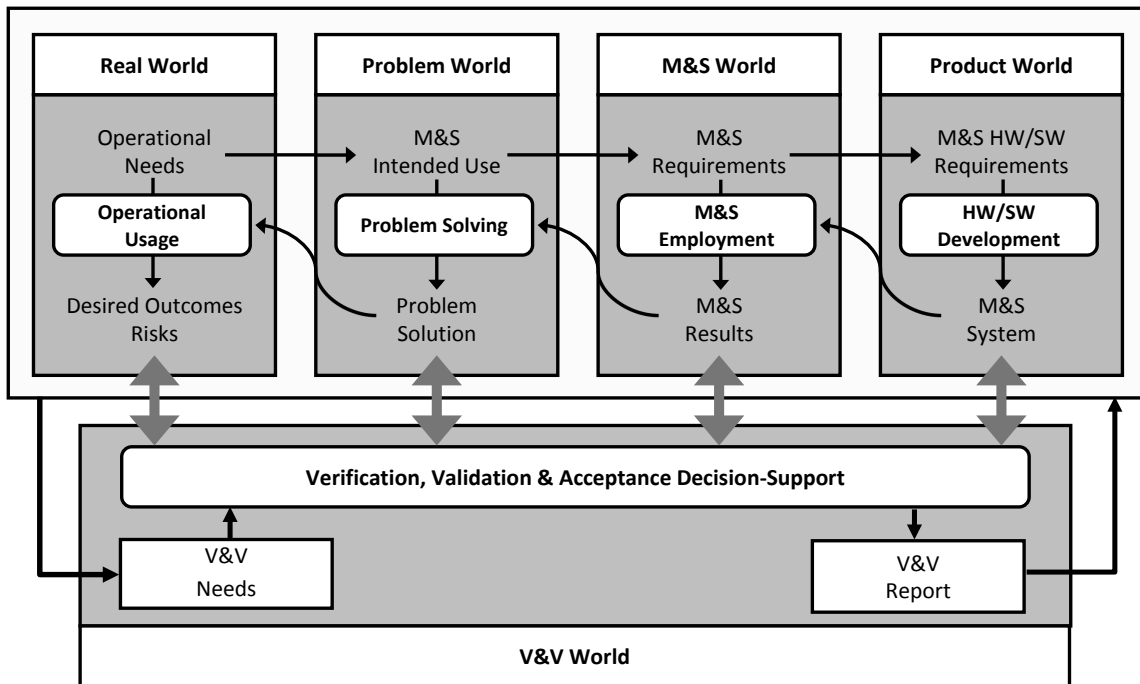 Real World
Problem World
M&S World
Product World
Operational
Needs
M&S
Intended Use
M&S
Requirements
M&S HW/SW
Requirements
Operational
Usage
Problem Solving
M&S
Employment
HW/SW
Development
Desired Outcomes
Risks
Problem
Solution
M&S
Results
M&S
System
Verification, Validation & Acceptance Decision-Support
V&V
Needs
V&V
Report
V&V World